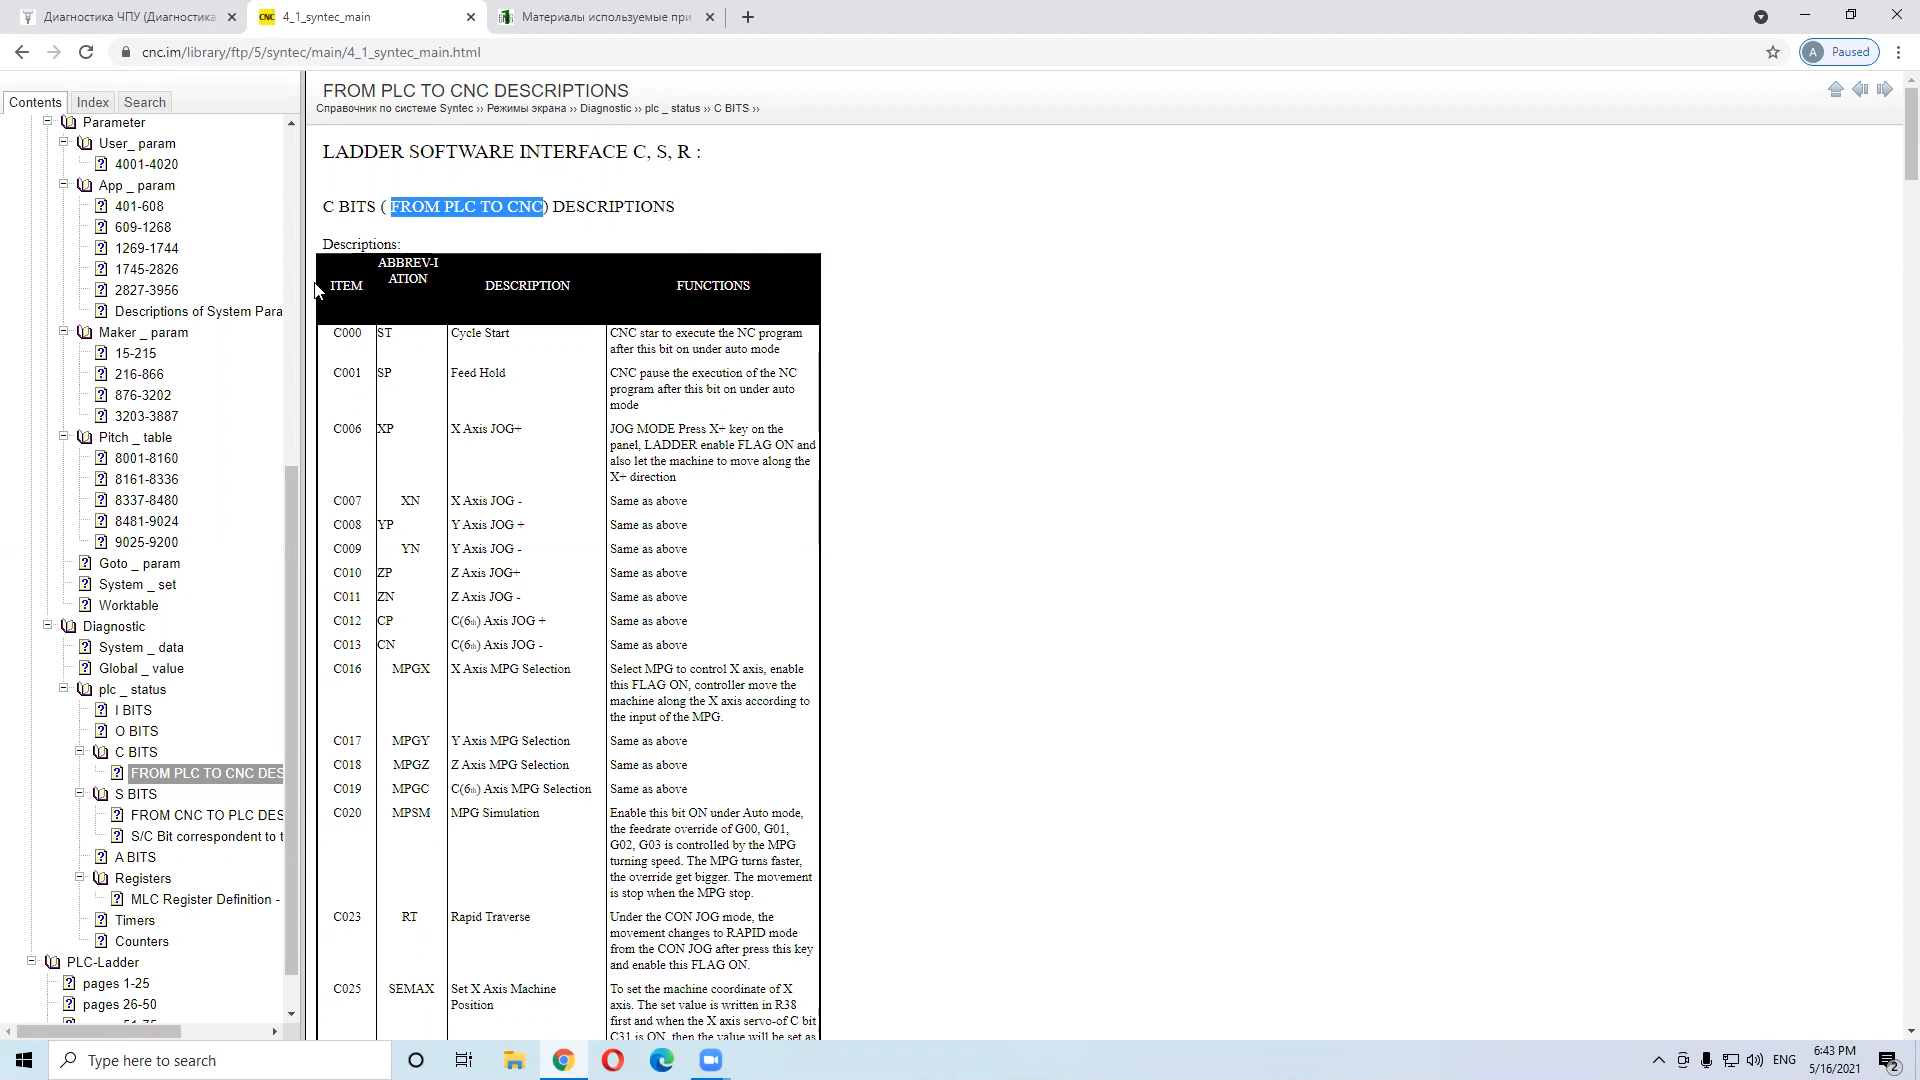 Диагностика ЧПУ (Диагностика
4_1_syntec_main
Материалы используемые при
cnc.im/library/ftp/5/syntec/main/4_1_syntec_main.html
A Paused
Contents Index Search
Parameter
User_ param
4001-4020
App _ param
401-608
609-1268
1269-1744
1745-2826
2827-3956
Descriptions of System Para
Maker _ param
15-215
216-866
876-3202
3203-3887
Pitch _ table
8001-8160
8161-8336
8337-8480
8481-9024
9025-9200
Goto _ param
System _ set
Worktable
Diagnostic
System _ data
Global _ value
plc _ status
I BITS
O BITS
C BITS
FROM PLC TO CNC DES
S BITS
FROM CNC TO PLC DES
S/C Bit correspondent to t
A BITS
Registers
MLC Register Definition -
Timers
Counters
PLC-Ladder
pages 1-25
pages 26-50
FROM PLC TO CNC DESCRIPTIONS
Справочник по системе Syntec ›› Режимы экрана ›› Diagnostic ›› plc _ status ›› C BITS ››
LADDER SOFTWARE INTERFACE C, S, R :
C BITS ( FROM PLC TO CNC) DESCRIPTIONS
Descriptions:
ITEM ABBREV-I DESCRIPTION FUNCTIONS
ATION
C000 ST Cycle Start CNC star to execute the NC program
after this bit on under auto mode
C001 SP Feed Hold CNC pause the execution of the NC
program after this bit on under auto
mode
C006 XP X Axis JOG+ JOG MODE Press X+ key on the
panel, LADDER enable FLAG ON and
also let the machine to move along the
X+ direction
C007 XN X Axis JOG - Same as above
C008 YP Y Axis JOG + Same as above
C009 YN Y Axis JOG - Same as above
C010 ZP Z Axis JOG+ Same as above
C011 ZN Z Axis JOG - Same as above
C012 CP C(6th) Axis JOG + Same as above
C013 CN C(6th) Axis JOG - Same as above
C016 MPGX X Axis MPG Selection Select MPG to control X axis, enable
this FLAG ON, controller move the
machine along the X axis according to
the input of the MPG.
C017 MPGY Y Axis MPG Selection Same as above
C018 MPGZ Z Axis MPG Selection Same as above
C019 MPGC C(6th) Axis MPG Selection Same as above
C020 MPSM MPG Simulation Enable this bit ON under Auto mode,
the feedrate override of G00, G01,
G02, G03 is controlled by the MPG
turning speed. The MPG turns faster,
the override get bigger. The movement
is stop when the MPG stop.
C023 RT Rapid Traverse Under the CON JOG mode, the
movement changes to RAPID mode
from the CON JOG after press this key
and enable this FLAG ON.
C025 SEMAX Set X Axis Machine To set the machine coordinate of X
Position axis. The set value is written in R38
first and when the X axis servo-of C bit
C31 is ON, then the value will be set as
Type here to search
ENG
6:43 PM
5/16/2021
2